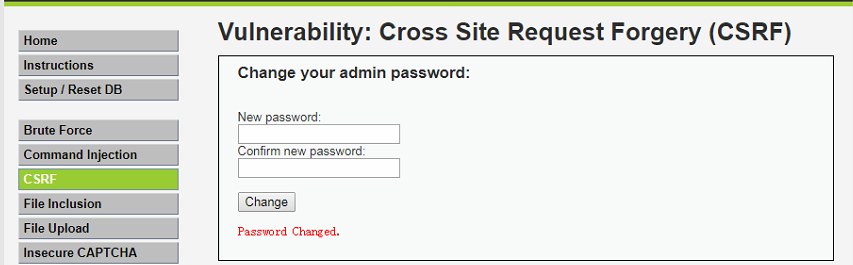 Vulnerability: Cross Site Request Forgery (CSRF)
Home
Instructions
Setup / Reset DB
Brute Force
Command Injection
CSRF
File Inclusion
File Upload
Insecure CAPTCHA
Change your admin password:
New password:
Confirm new password:
Change
Password Changed.